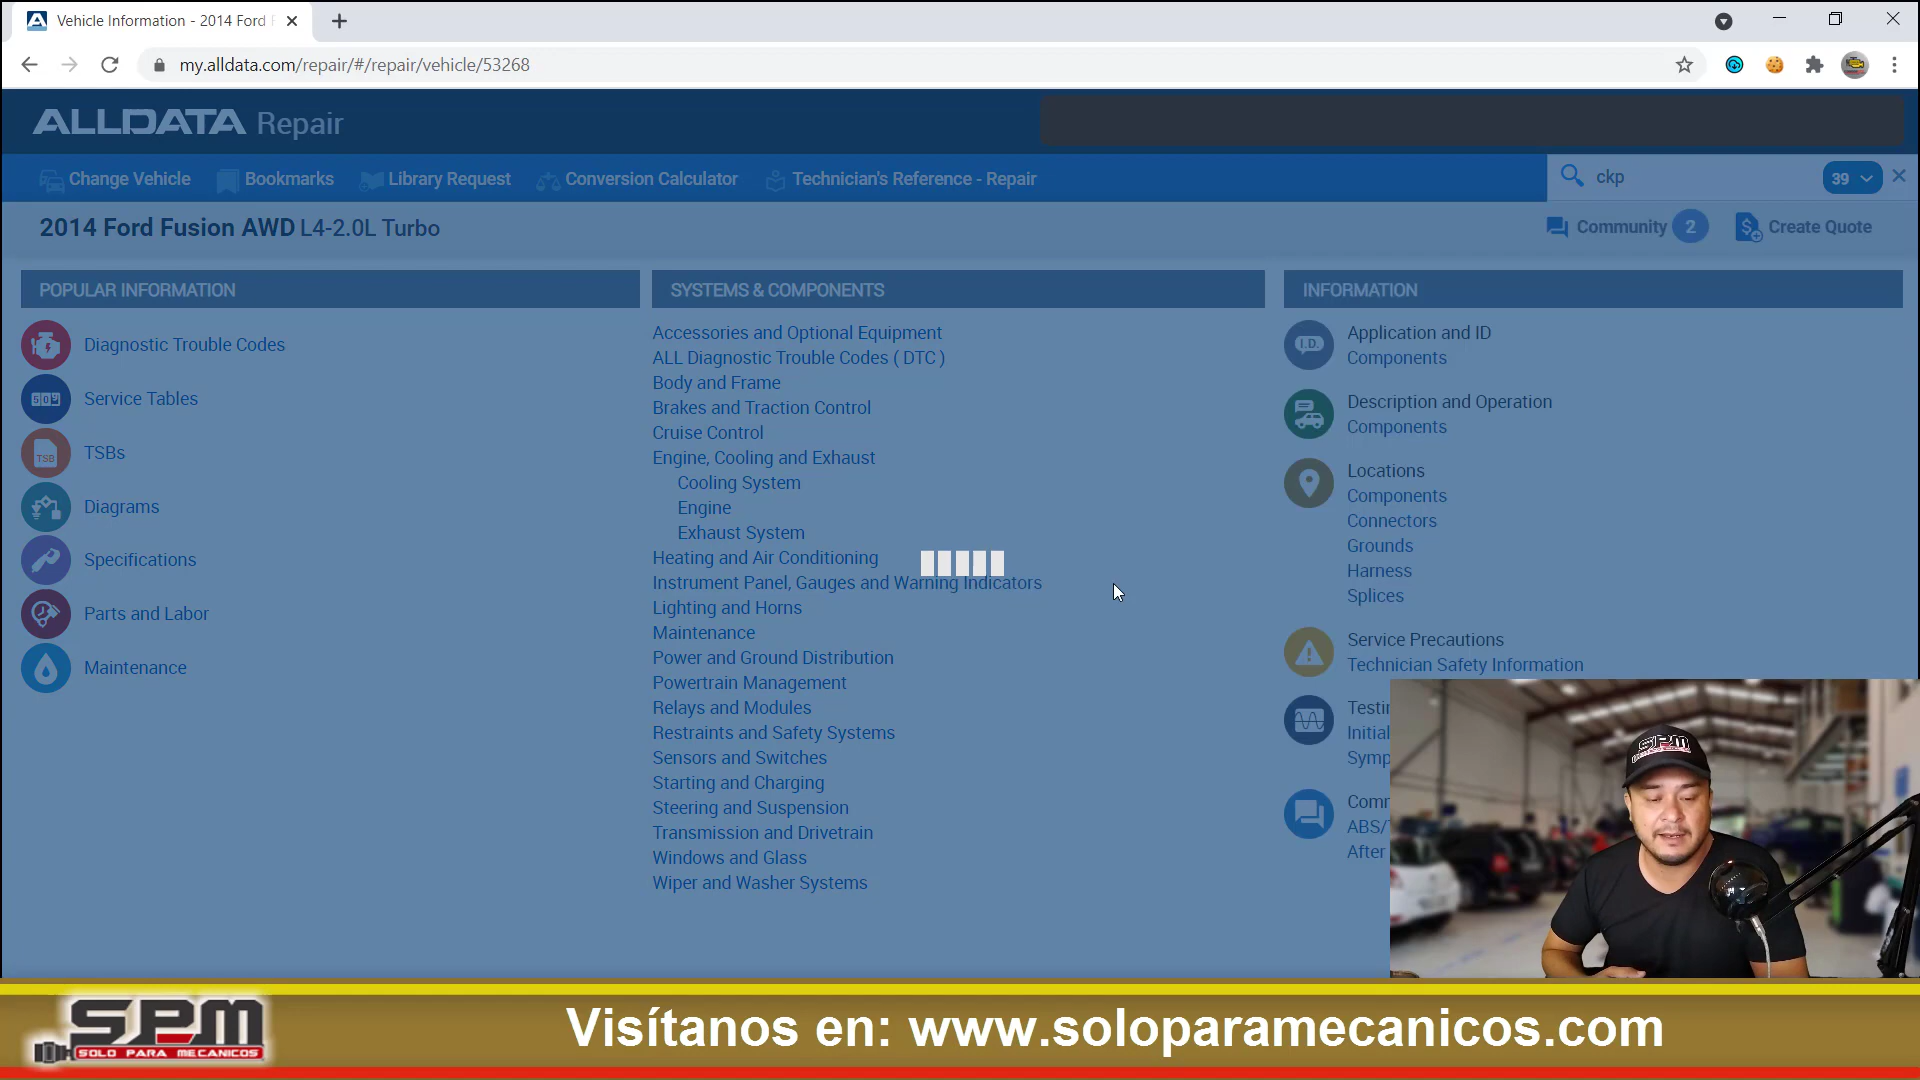 Vehicle Information - 2014 Ford F
my.alldata.com/repair/#/repair/vehicle/53268
ALLDATA Repair
Change Vehicle
Bookmarks
Library Request
Conversion Calculator
Technician's Reference - Repair
ckp
39
2014 Ford Fusion AWD L4-2.0L Turbo
Community 2
Create Quote
POPULAR INFORMATION
Diagnostic Trouble Codes
Service Tables
TSB
TSBs
Diagrams
Specifications
Parts and Labor
Maintenance
SYSTEMS & COMPONENTS
Accessories and Optional Equipment
ALL Diagnostic Trouble Codes ( DTC )
Body and Frame
Brakes and Traction Control
Cruise Control
Engine, Cooling and Exhaust
Cooling System
Engine
Exhaust System
Heating and Air Conditioning
Instrument Panel, Gauges and Warning Indicators
Lighting and Horns
Maintenance
Power and Ground Distribution
Powertrain Management
Relays and Modules
Restraints and Safety Systems
Sensors and Switches
Starting and Charging
Steering and Suspension
Transmission and Drivetrain
Windows and Glass
Wiper and Washer Systems
INFORMATION
I.D.
Application and ID
Components
Description and Operation
Components
Locations
Components
Connectors
Grounds
Harness
Splices
Service Precautions
Technician Safety Information
Testin
Initial
Symp
Comm
ABS/
After
SPM
SPM
SOLO PARA MECANICOS
Visítanos en: www.soloparamecanicos.com